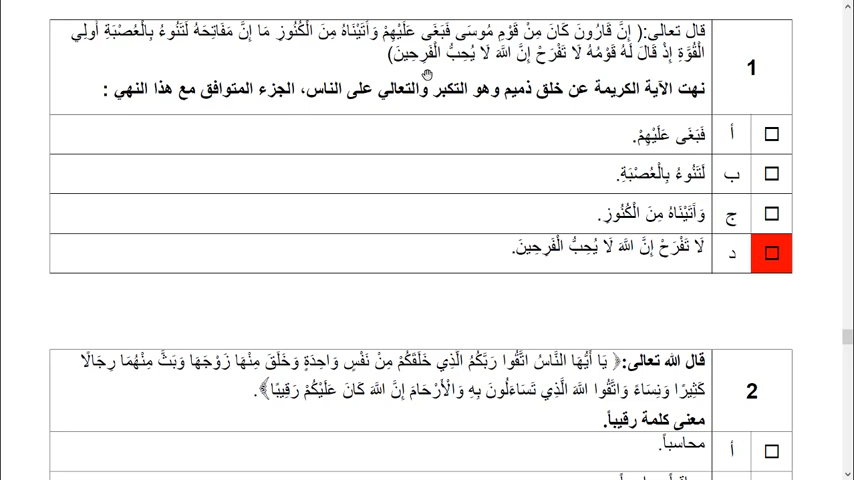 قال تعالى:( إِنَّ قَارُونَ كَانَ مِنْ قَوْمِ مُوسَى فَبَغَى عَلَيْهِمْ وَأَتَيْنَاهُ مِنَ الْكُنُوزِ مَا إِنَّ مَفَاتِحَهُ لَتَنُوءُ بِالْعُصْبَةِ أُولِي
الْقُوَّةِ إِذْ قَالَ لَهُ قَوْمُهُ لَا تَفْرَحْ إِنَّ اللَّهَ لَا يُحِبُّ الْفَرِحِينَ)
1
نهت الآية الكريمة عن خلق ذميم وهو التكبر والتعالي على الناس، الجزء المتوافق مع هذا النهي :
أ فَبَغَى عَلَيْهِمْ.
ب لَتَنُوءُ بِالْعُصْبَةِ.
ج وَأَتَيْنَاهُ مِنَ الْكُنُوزِ.
د لَا تَفْرَحْ إِنَّ اللَّهَ لَا يُحِبُّ الْفَرِحِينَ.
قال الله تعالى:﴿ يَا أَيُّهَا النَّاسُ اتَّقُوا رَبَّكُمُ الَّذِي خَلَقَكُمْ مِنْ نَفْسٍ وَاحِدَةٍ وَخَلَقَ مِنْهَا زَوْجَهَا وَبَثَّ مِنْهُمَا رِجَالًا
كَثِيرًا وَنِسَاءً وَاتَّقُوا اللَّهَ الَّذِي تَسَاءَلُونَ بِهِ وَالْأَرْحَامَ إِنَّ اللَّهَ كَانَ عَلَيْكُمْ رَقِيبًا﴾.
2
معنى كلمة رقيباً.
أ محاسباً.